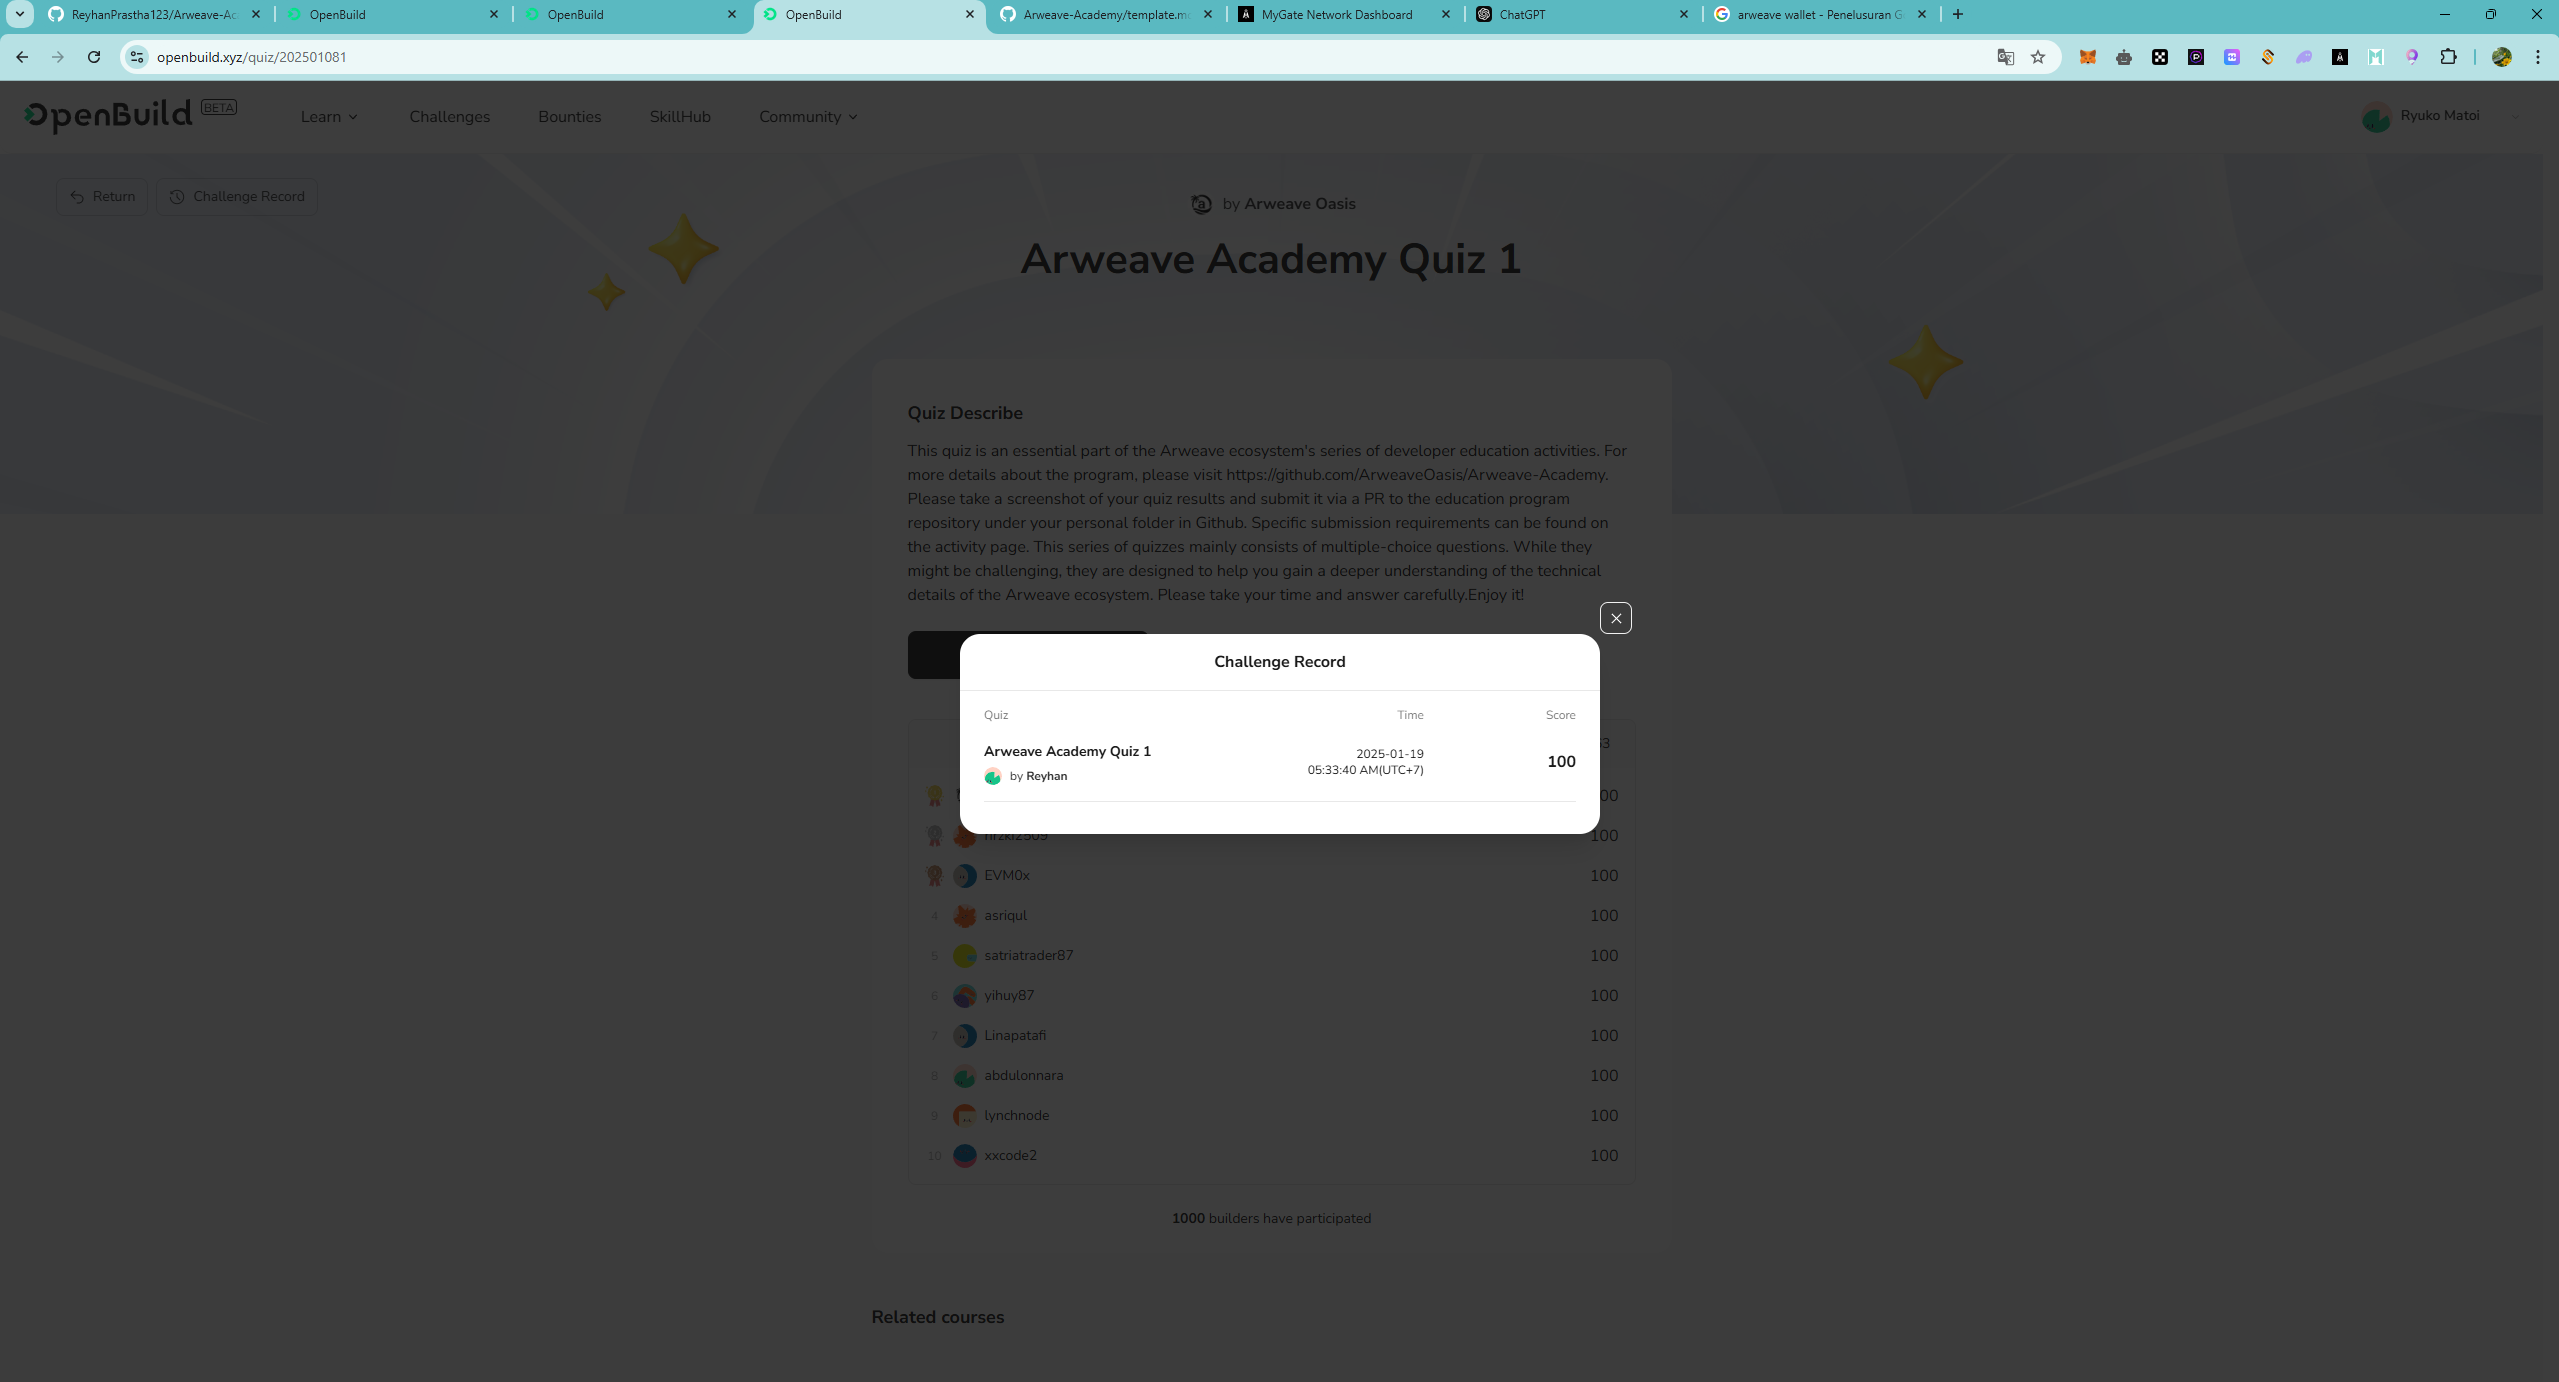 ReyhanPrastha123/Arweave-Ac
OpenBuild
OpenBuild
OpenBuild
Arweave-Academy/template.m
MyGate Network Dashboard
ChatGPT
arweave wallet - Penelusuran G
openbuild.xyz/quiz/202501081
OpenBuild BETA
Learn
Challenges
Bounties
SkillHub
Community
Ryuko Matoi
Return
Challenge Record
by Arweave Oasis
Arweave Academy Quiz 1
Quiz Describe
This quiz is an essential part of the Arweave ecosystem's series of developer education activities. For
more details about the program, please visit https://github.com/ArweaveOasis/Arweave-Academy.
Please take a screenshot of your quiz results and submit it via a PR to the education program
repository under your personal folder in Github. Specific submission requirements can be found on
the activity page. This series of quizzes mainly consists of multiple-choice questions. While they
might be challenging, they are designed to help you gain a deeper understanding of the technical
details of the Arweave ecosystem. Please take your time and answer carefully.Enjoy it!
Challenge Record
Quiz Time Score
Arweave Academy Quiz 1
by Reyhan
2025-01-19
05:33:40 AM(UTC+7)
100
100
EVM0x 100
4 asriqul 100
5 satriatrader87 100
6 yihuy87 100
7 Linapatafi 100
8 abdulonnara 100
9 lynchnode 100
10 xxcode2 100
1000 builders have participated
Related courses